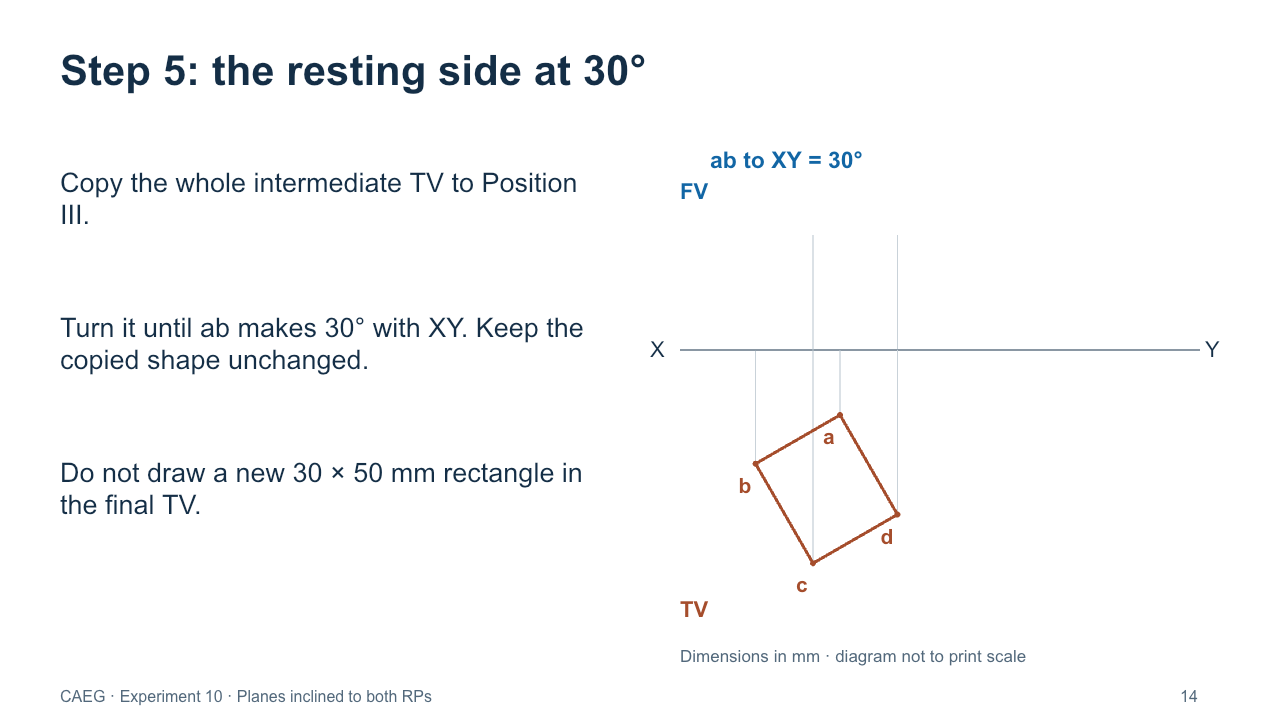 Step 5: the resting side at 30°
Copy the whole intermediate TV to Position
III.
Turn it until ab makes 30° with XY. Keep the
copied shape unchanged.
Do not draw a new 30 × 50 mm rectangle in
the final TV.
ab to XY = 30°
FV
X
Y
a
b
d
c
TV
Dimensions in mm · diagram not to print scale
CAEG · Experiment 10 · Planes inclined to both RPs
14